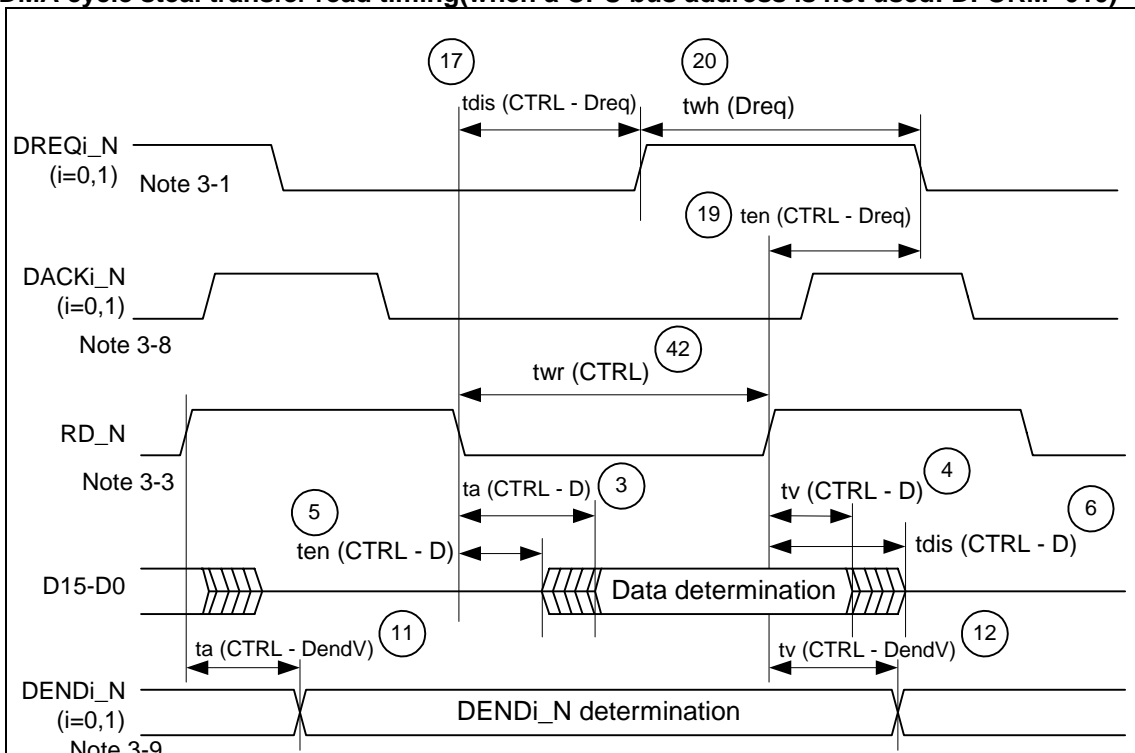 DMA cycle steal transfer read timing(when a CPU bus address is not used: DFORM=010)
17
20
tdis (CTRL - Dreq)
twh (Dreq)
DREQi_N
(i=0,1)
Note 3-1
19
ten (CTRL - Dreq)
DACKi_N
(i=0,1)
Note 3-8
42
twr (CTRL)
RD_N
Note 3-3
ta (CTRL - D)
3
tv (CTRL - D)
4
5
ten (CTRL - D)
6
tdis (CTRL - D)
D15-D0
Data determination
ta (CTRL - DendV)
11
tv (CTRL - DendV)
12
DENDi_N
(i=0,1)
DENDi_N determination
Note 3-9